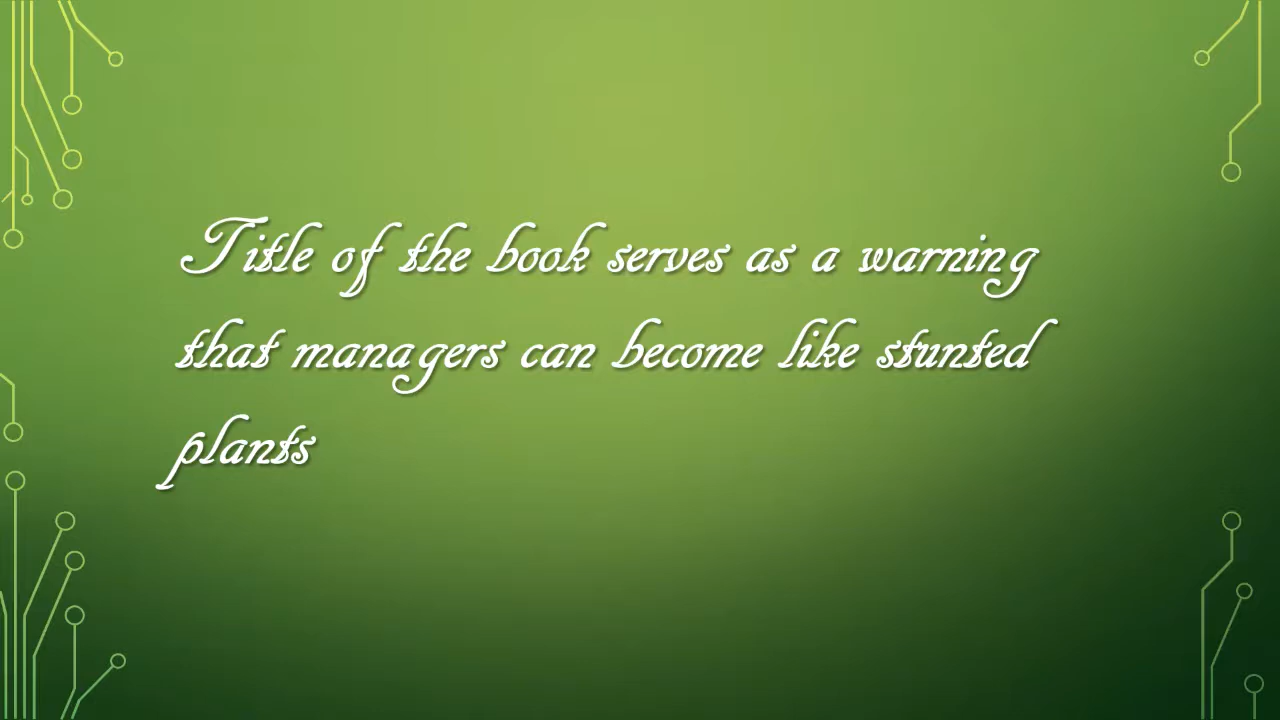 Title of the book serves as a warning
that managers can become like stunted
plants